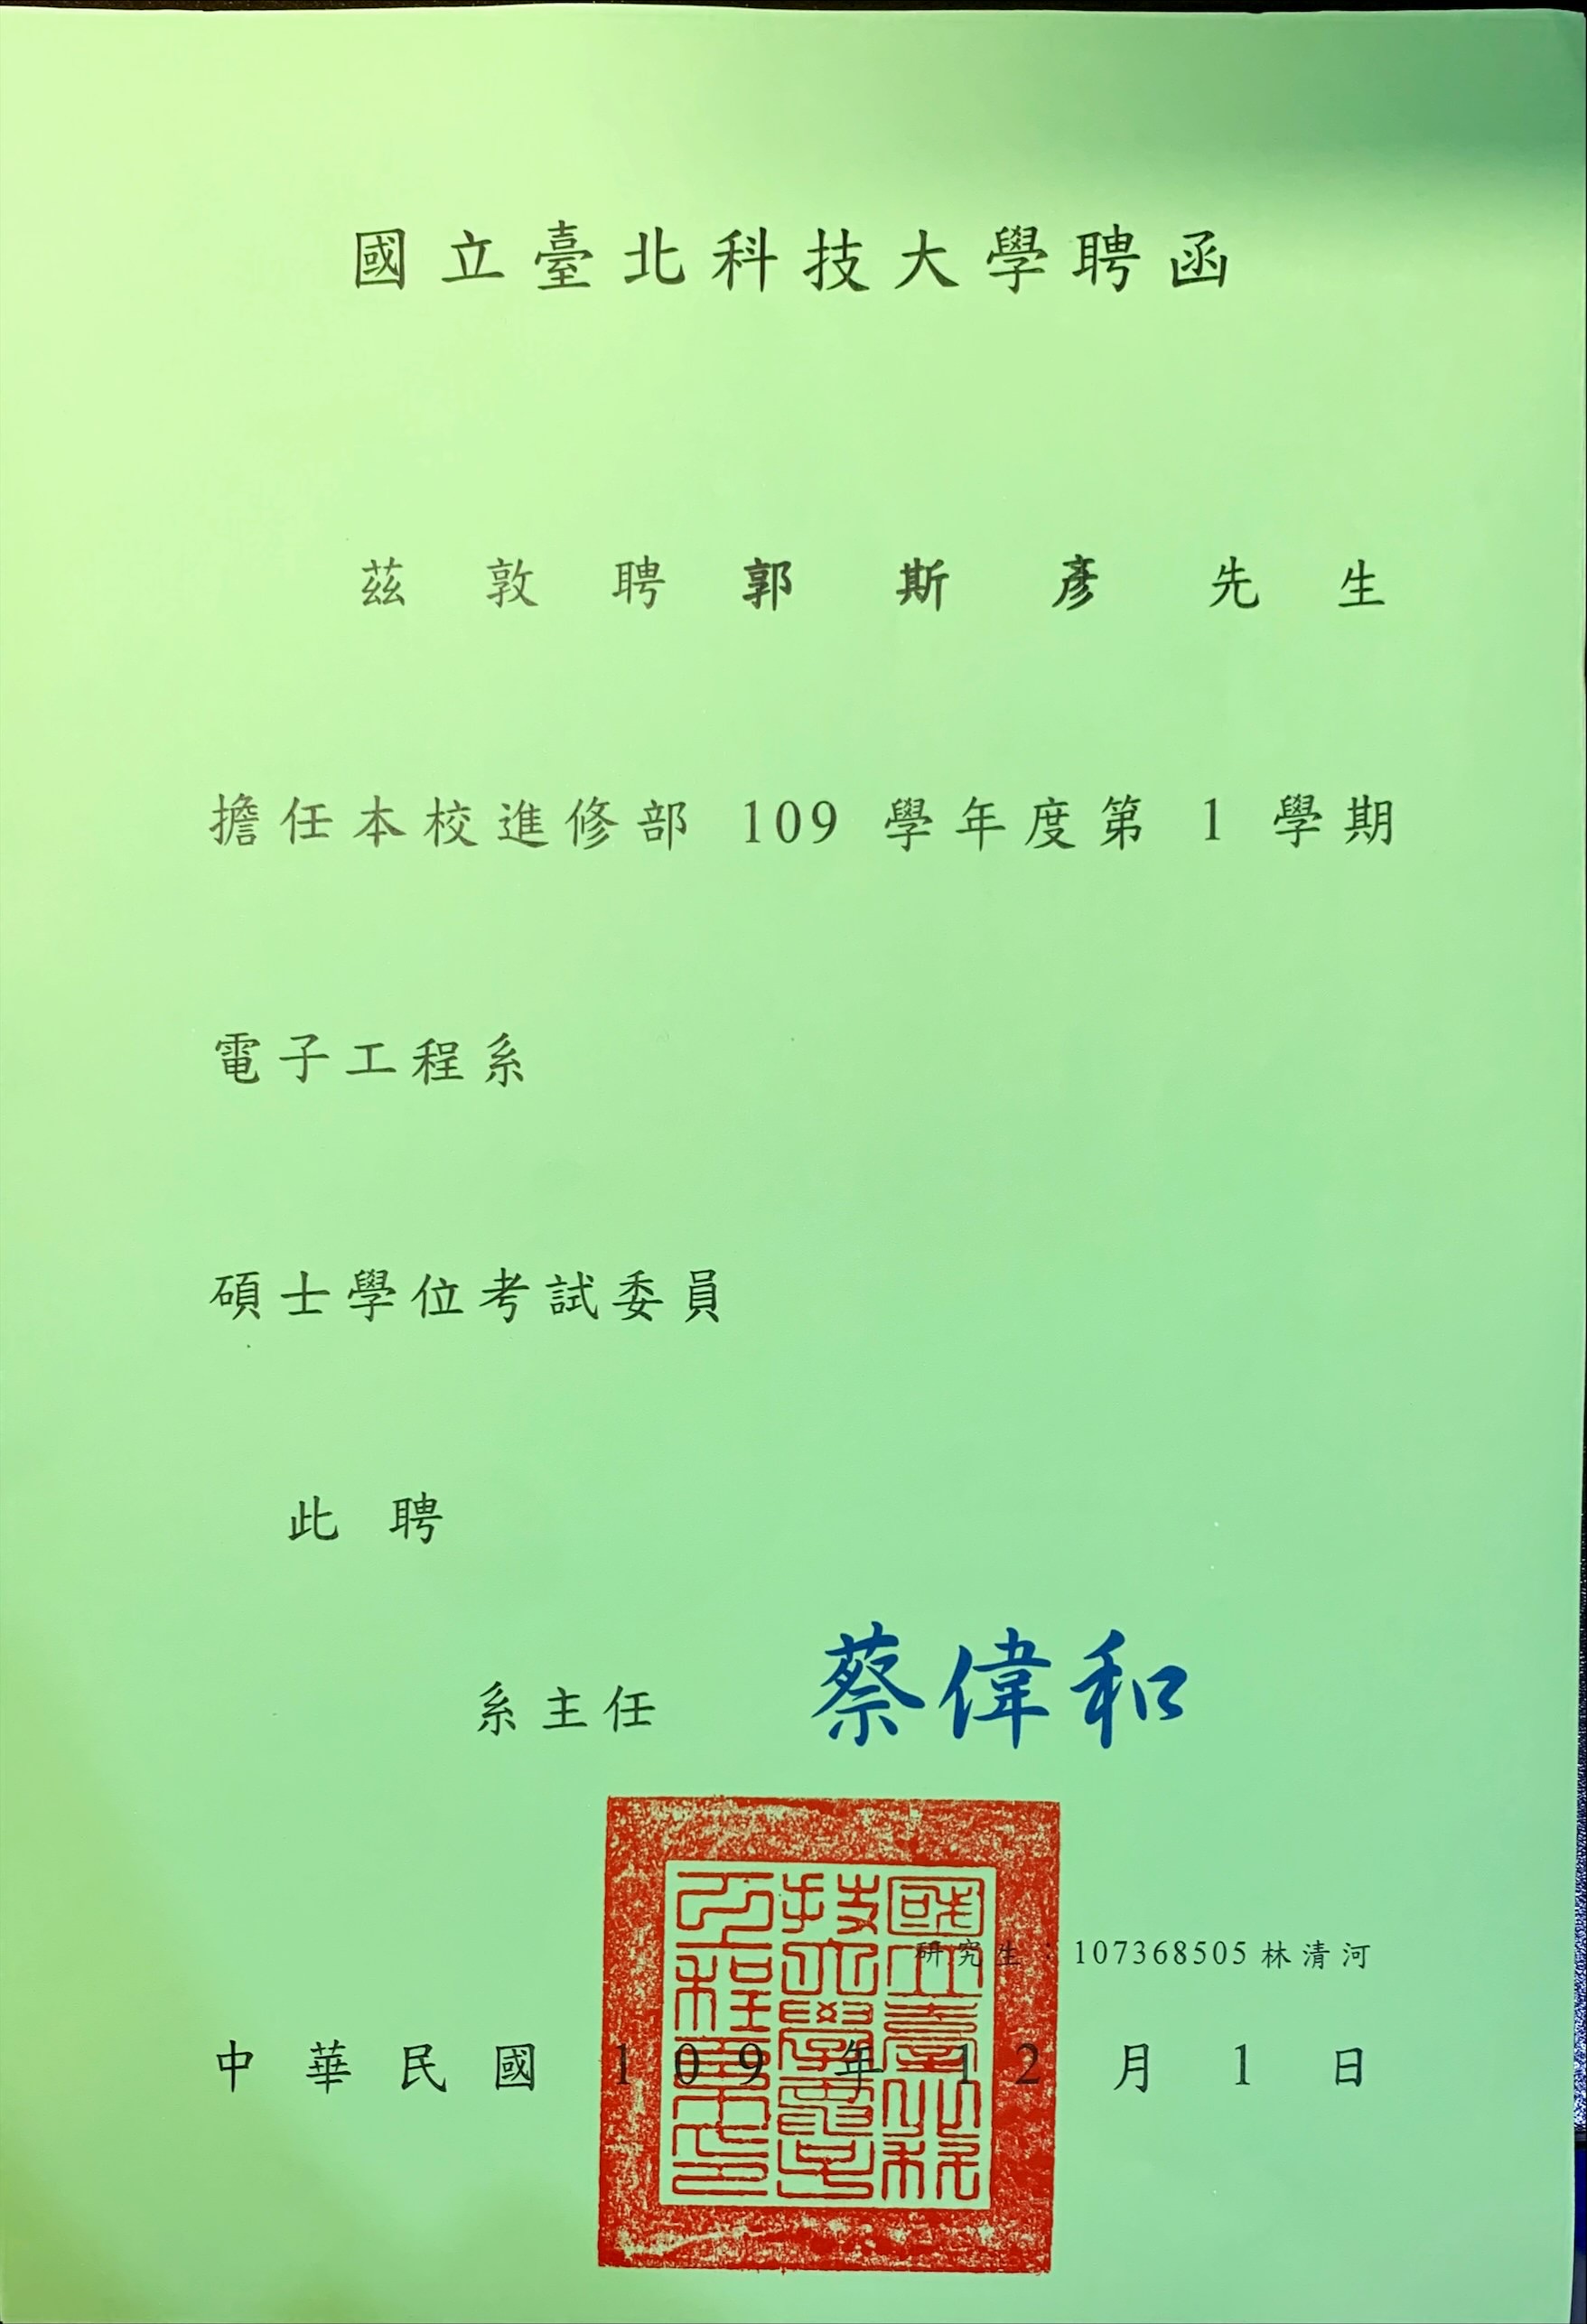 國立臺北科技大學聘函
茲敦聘郭斯彥先生
擔任本校進修部 109 學年度第 1 學期
電子工程系
碩士學位考試委員
此聘
系主任 蔡偉和
研究生：107368505 林清河
中華民國 109 年 12 月 1 日
國立臺北科
技大學電子
工程系印